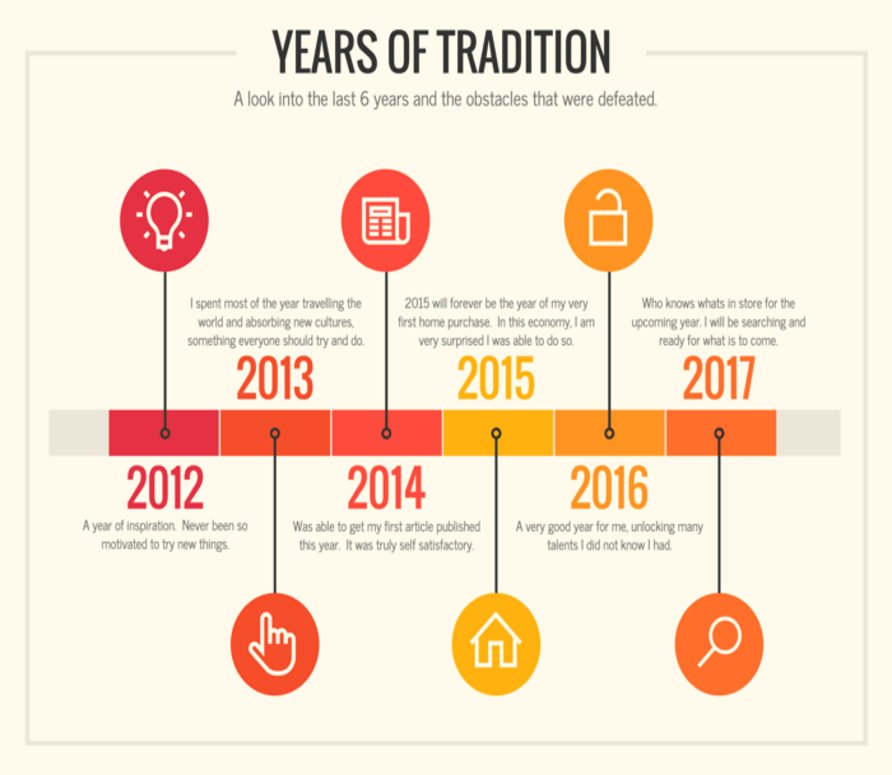 YEARS OF TRADITION
A look into the last 6 years and the obstacles that were defeated.
I spent most of the year travelling the
world and absorbing new cultures,
something everyone should try and do.
2013
2015 will forever be the year of my very
first home purchase. In this economy, I am
very surprised I was able to do so.
2015
Who knows whats in store for the
upcoming year. I will be searching and
ready for what is to come.
2017
2012
A year of inspiration. Never been so
motivated to try new things.
2014
Was able to get my first article published
this year. It was truly self satisfactory.
2016
A very good year for me, unlocking many
talents I did not know I had.